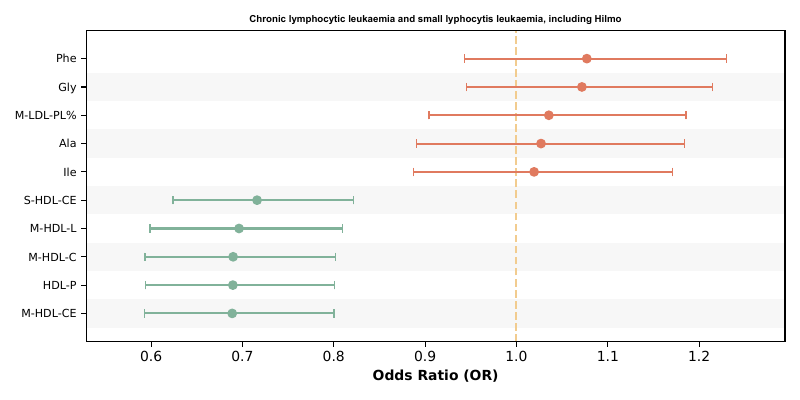 Chronic lymphocytic leukaemia and small lyphocytis leukaemia, including Hilmo
Phe
Gly
M-LDL-PL%
Ala
Ile
S-HDL-CE
M-HDL-L
M-HDL-C
HDL-P
M-HDL-CE
0.6 0.7 0.8 0.9 1.0 1.1 1.2
Odds Ratio (OR)